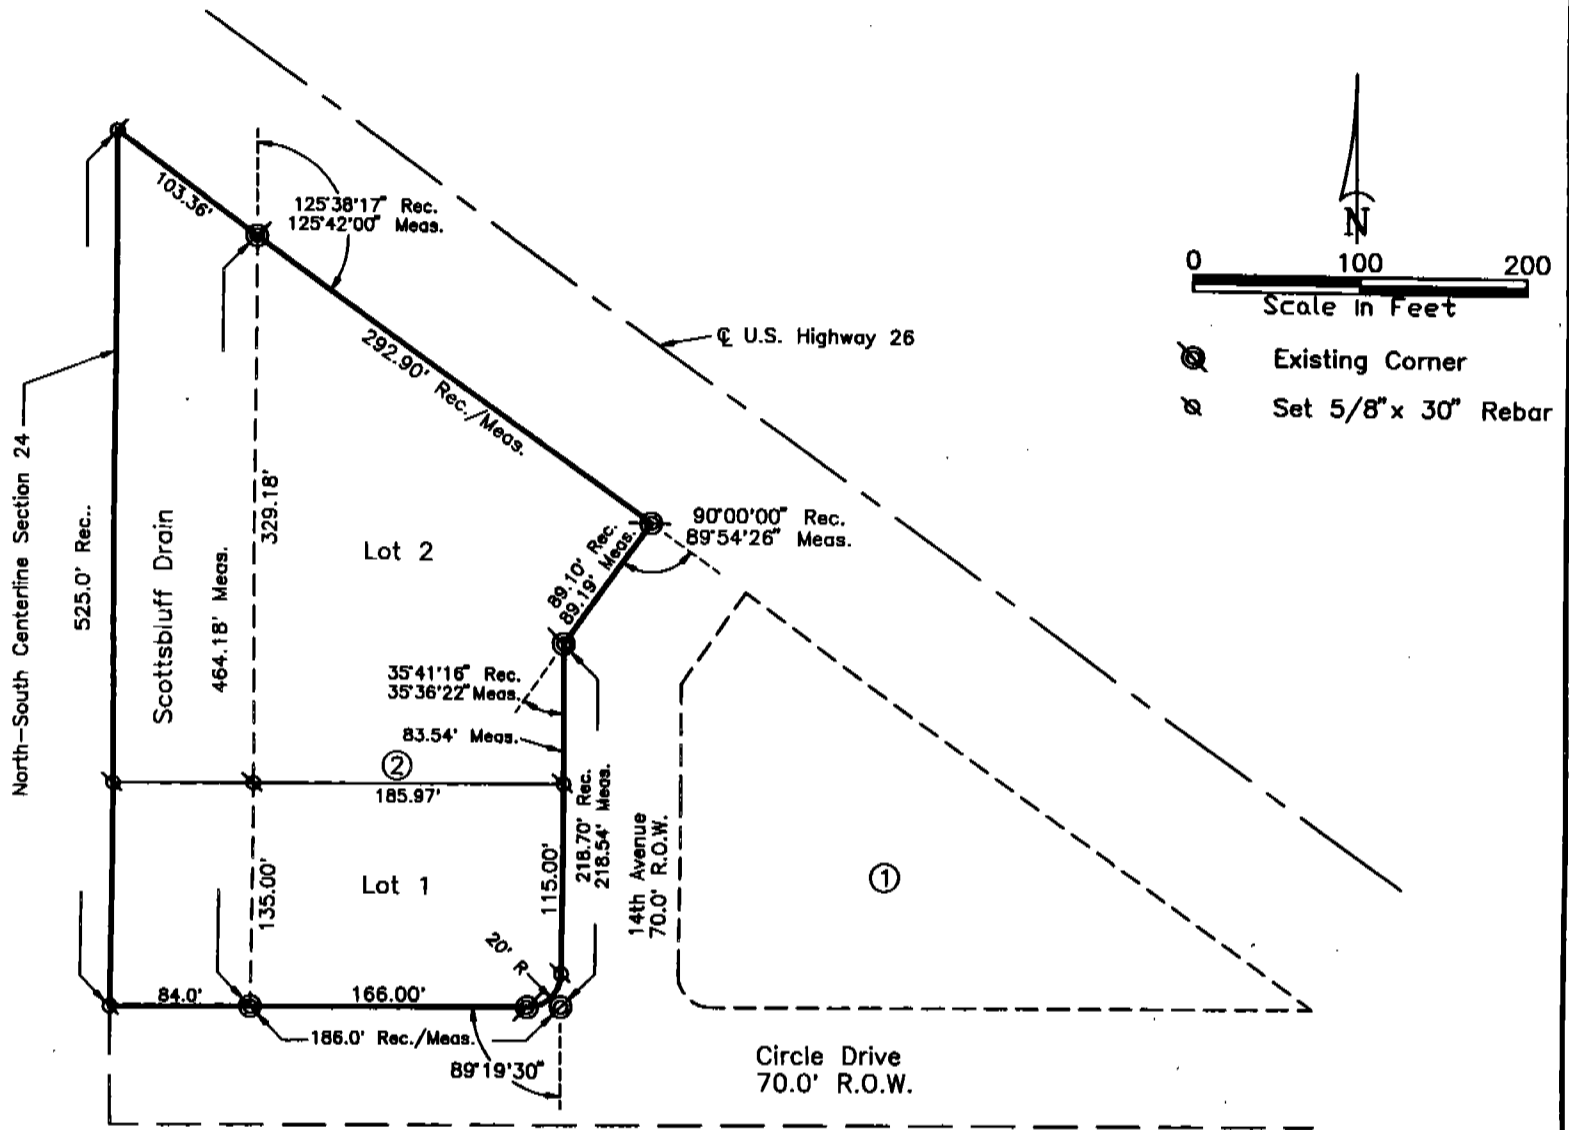 103.36'
125°38'17" Rec.
125°42'00" Meas.
N
0 100 200
Scale in Feet
℄ U.S. Highway 26
Existing Corner
Set 5/8"x 30" Rebar
292.90' Rec./Meas.
North-South Centerline Section 24
525.0' Rec..
Scottsbluff Drain
464.18' Meas.
329.18'
Lot 2
90°00'00" Rec.
89°54'26" Meas.
89.10' Rec.
89.19' Meas.
35°41'16" Rec.
35°36'22" Meas.
83.54' Meas.
2
185.97'
218.70' Rec.
218.54' Meas.
14th Avenue
70.0' R.O.W.
1
Lot 1
135.00'
115.00'
20' R
84.0'
166.00'
186.0' Rec./Meas.
89°19'30"
Circle Drive
70.0' R.O.W.